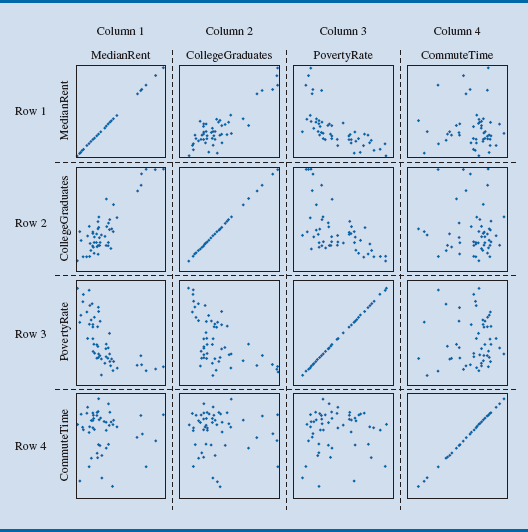 Column 1 Column 2 Column 3 Column 4
MedianRent CollegeGraduates PovertyRate CommuteTime
Row 1 MedianRent
Row 2 CollegeGraduates
Row 3 PovertyRate
Row 4 CommuteTime